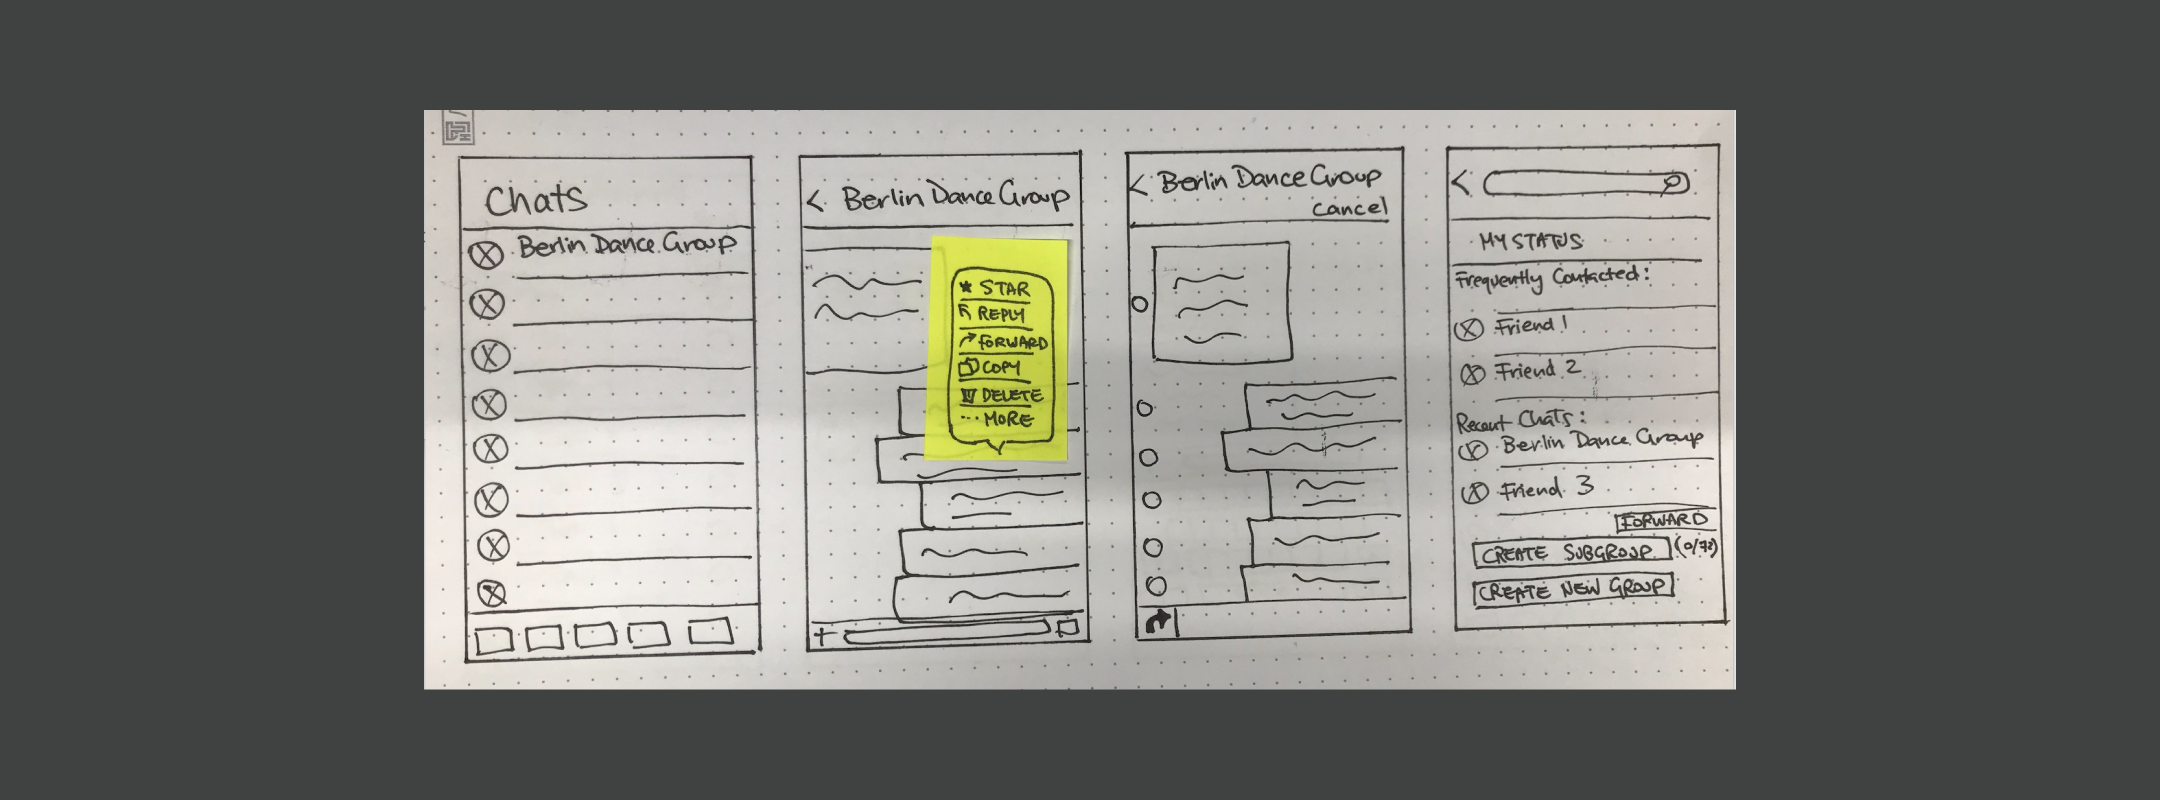 Chats
Berlin Dance Group
< Berlin Dance Group
★ STAR
REPLY
FORWARD
COPY
DELETE
... MORE
< Berlin Dance Group
cancel
<
MY STATUS
Frequently Contacted:
Friend 1
Friend 2
Recent Chats:
Berlin Dance Group
Friend 3
FORWARD
CREATE SUBGROUP (0/72)
CREATE NEW GROUP